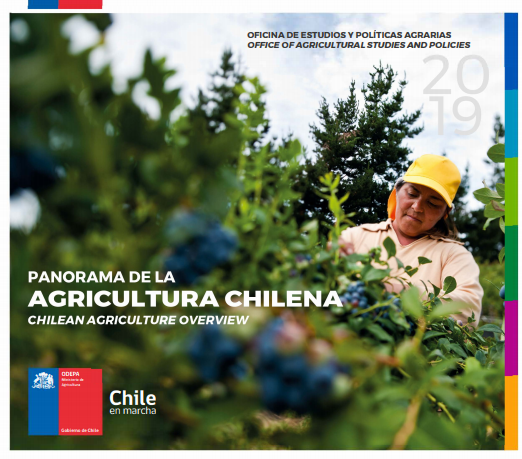 OFICINA DE ESTUDIOS Y POLÍTICAS AGRARIAS
OFFICE OF AGRICULTURAL STUDIES AND POLICIES
20
19
PANORAMA DE LA
AGRICULTURA CHILENA
CHILEAN AGRICULTURE OVERVIEW
ODEPA
Ministerio de
Agricultura
Gobierno de Chile
Chile
en marcha